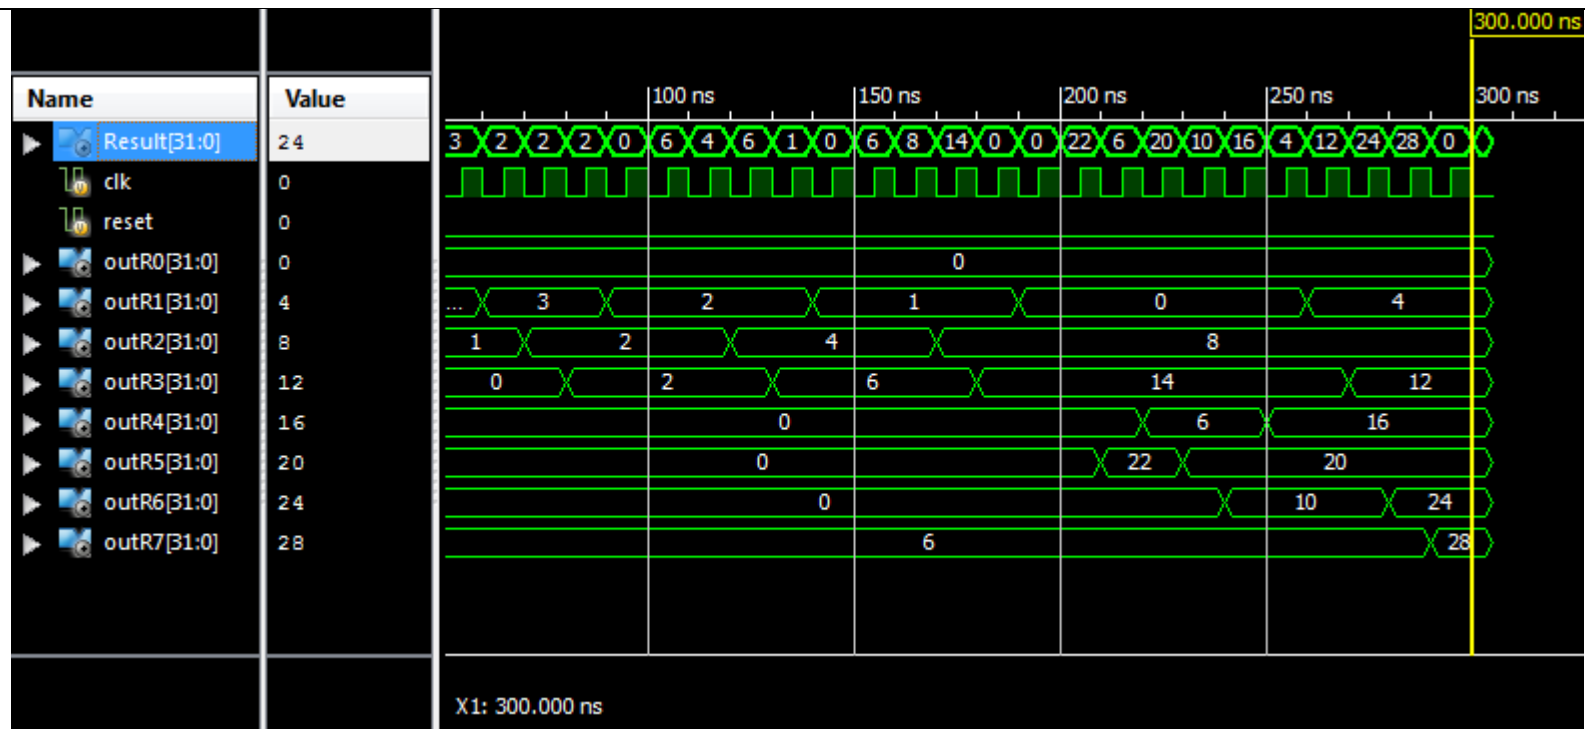 300.000 ns
Name Value 100 ns 150 ns 200 ns 250 ns 300 ns
Result[31:0] 24 3 2 2 2 0 6 4 6 1 0 6 8 14 0 0 22 6 20 10 16 4 12 24 28 0
clk 0
reset 0
outR0[31:0] 0 0
outR1[31:0] 4 ... 3 2 1 0 4
outR2[31:0] 8 1 2 4 8
outR3[31:0] 12 0 2 6 14 12
outR4[31:0] 16 0 6 16
outR5[31:0] 20 0 22 20
outR6[31:0] 24 0 10 24
outR7[31:0] 28 6 28
X1: 300.000 ns